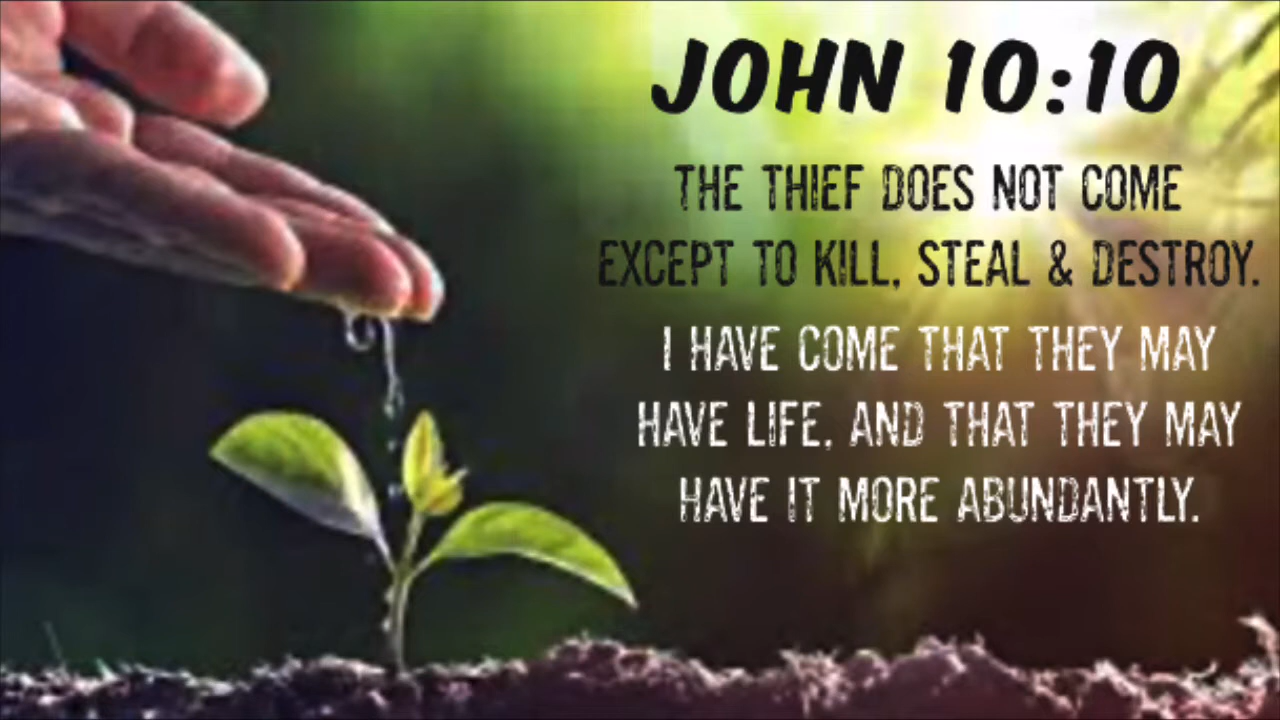 JOHN 10:10
THE THIEF DOES NOT COME
EXCEPT TO KILL, STEAL & DESTROY.
I HAVE COME THAT THEY MAY
HAVE LIFE, AND THAT THEY MAY
HAVE IT MORE ABUNDANTLY.